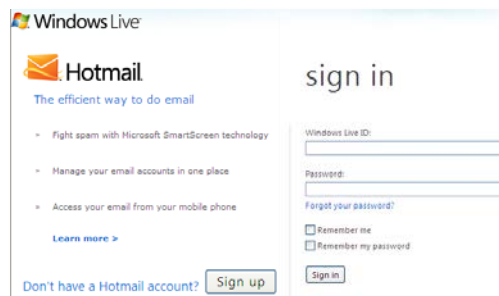 Windows Live
Hotmail
The efficient way to do email
» Fight spam with Microsoft SmartScreen technology
» Manage your email accounts in one place
» Access your email from your mobile phone
Learn more >
Don't have a Hotmail account? Sign up
sign in
Windows Live ID:
Password:
Forgot your password?
Remember me
Remember my password
Sign in